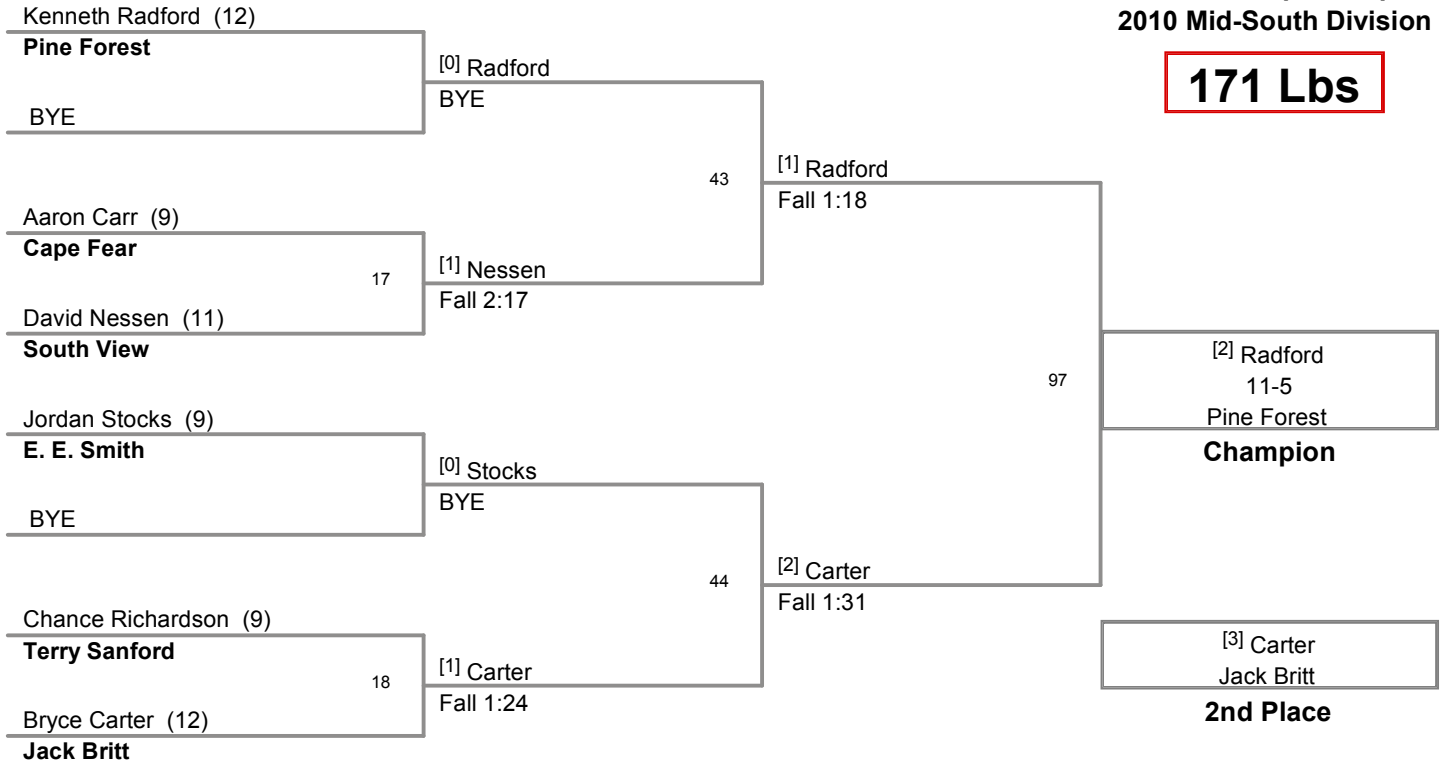 2010 Mid-South Division
171 Lbs
Kenneth Radford (12)
Pine Forest
BYE
[0] Radford
BYE
Aaron Carr (9)
Cape Fear
17
David Nessen (11)
South View
[1] Nessen
Fall 2:17
43
[1] Radford
Fall 1:18
Jordan Stocks (9)
E. E. Smith
BYE
[0] Stocks
BYE
Chance Richardson (9)
Terry Sanford
18
Bryce Carter (12)
Jack Britt
[1] Carter
Fall 1:24
44
[2] Carter
Fall 1:31
97
[2] Radford
11-5
Pine Forest
Champion
[3] Carter
Jack Britt
2nd Place